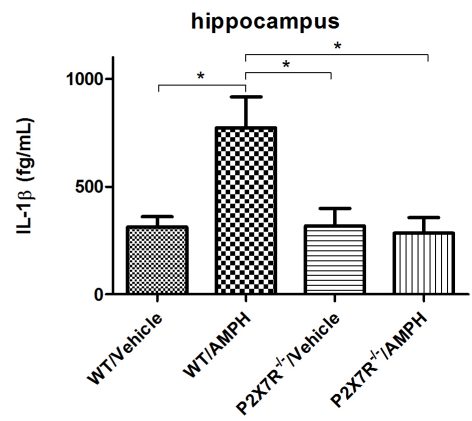 hippocampus
*
*
*
IL-1β (fg/mL)
1000
500
0
WT/Vehicle
WT/AMPH
P2X7R-/-/Vehicle
P2X7R-/-/AMPH